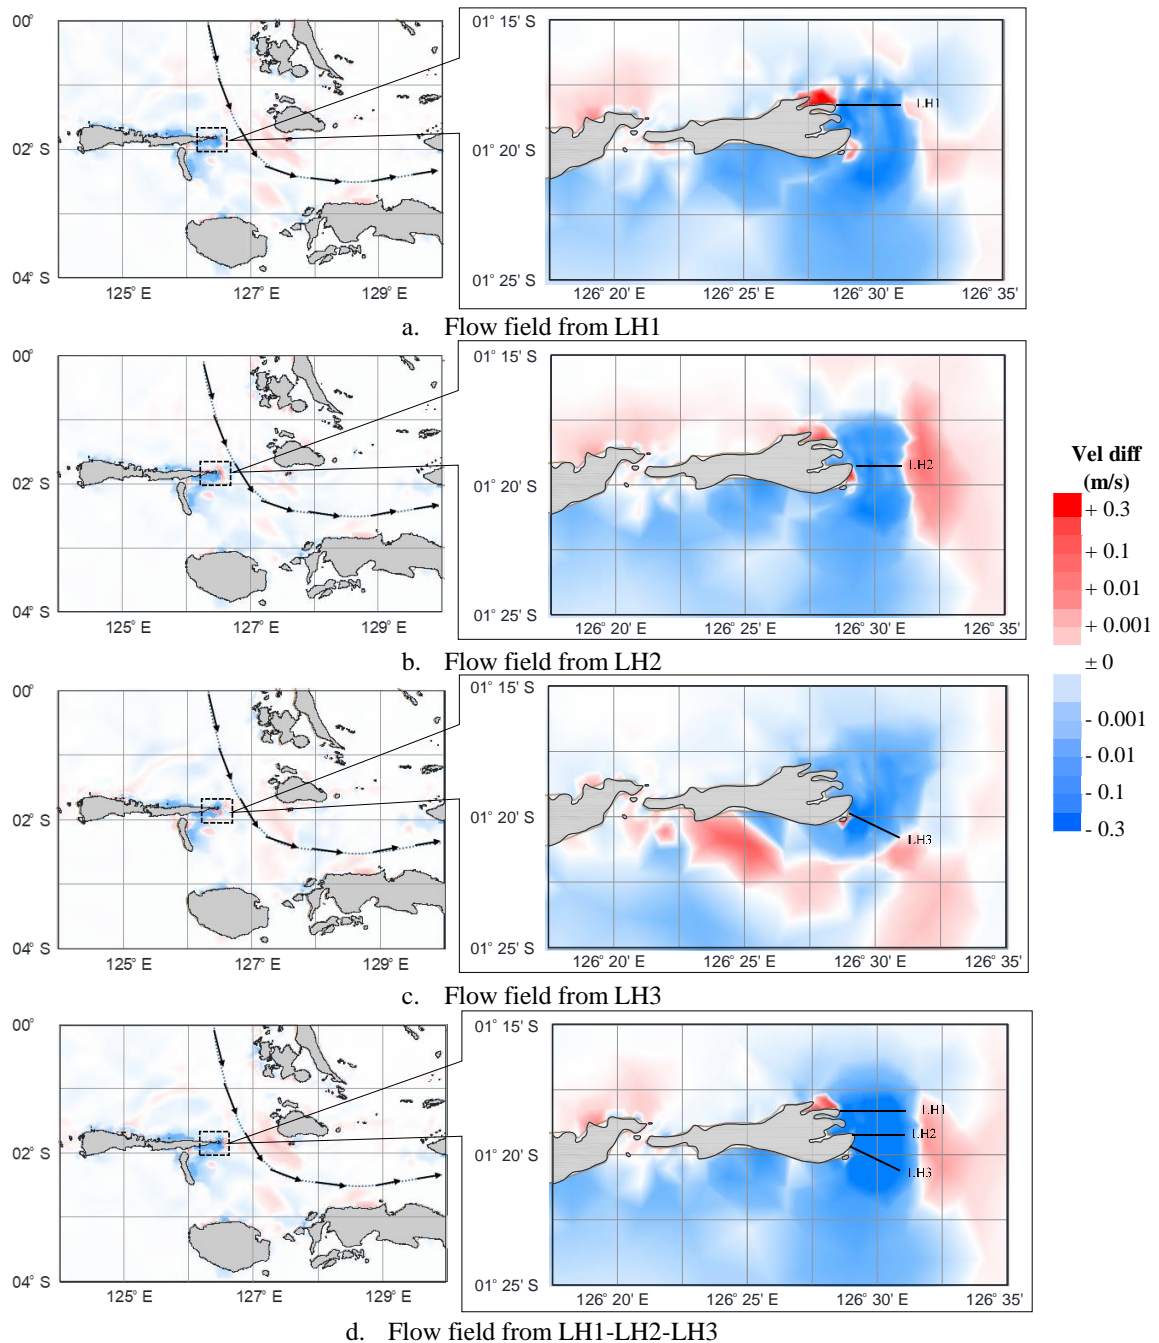 00°
02° S
04° S
125° E
127° E
129° E
01° 15' S
01° 20' S
01° 25' S
LH1
126° 20' E
126° 25' E
126° 30' E
126° 35'
a. Flow field from LH1
00°
02° S
04° S
125° E
127° E
129° E
01° 15' S
01° 20' S
01° 25' S
LH2
126° 20' E
126° 25' E
126° 30' E
126° 35'
b. Flow field from LH2
Vel diff
(m/s)
+ 0.3
+ 0.1
+ 0.01
+ 0.001
± 0
- 0.001
- 0.01
- 0.1
- 0.3
00°
02° S
04° S
125° E
127° E
129° E
01° 15' S
01° 20' S
01° 25' S
LH3
126° 20' E
126° 25' E
126° 30' E
126° 35'
c. Flow field from LH3
00°
02° S
04° S
125° E
127° E
129° E
01° 15' S
01° 20' S
01° 25' S
LH1
LH2
LH3
126° 20' E
126° 25' E
126° 30' E
126° 35'
d. Flow field from LH1-LH2-LH3